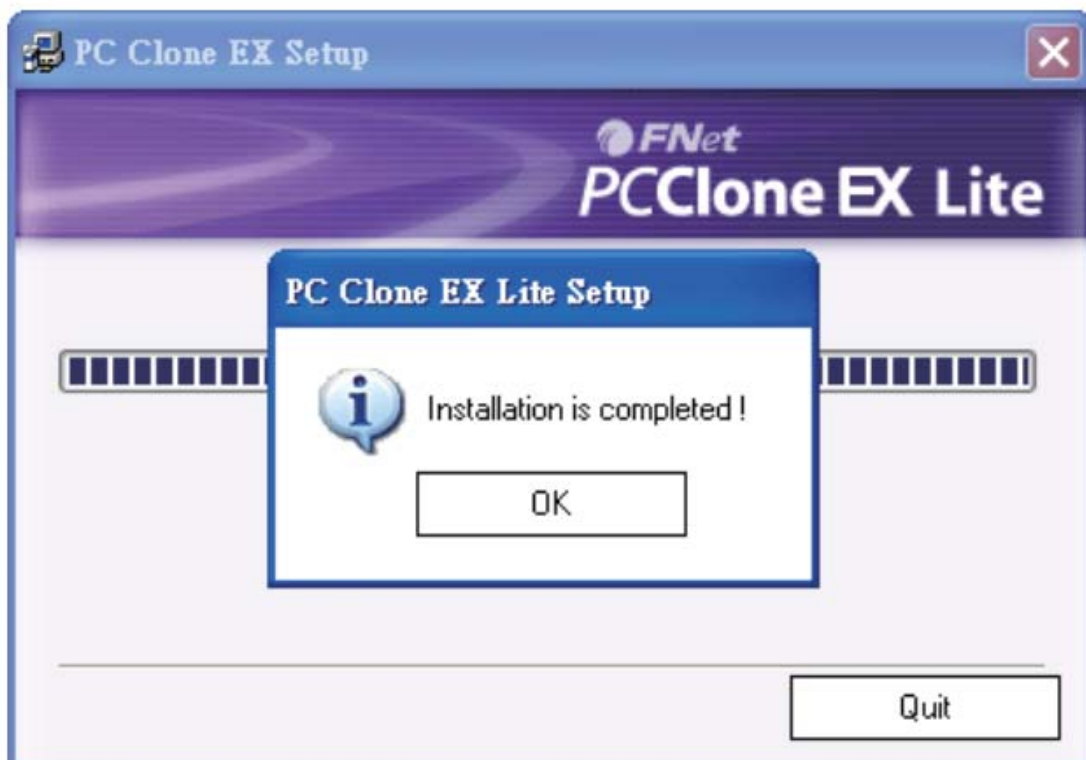 PC Clone EX Setup
FNet
PCClone EX Lite
PC Clone EX Lite Setup
Installation is completed !
OK
Quit